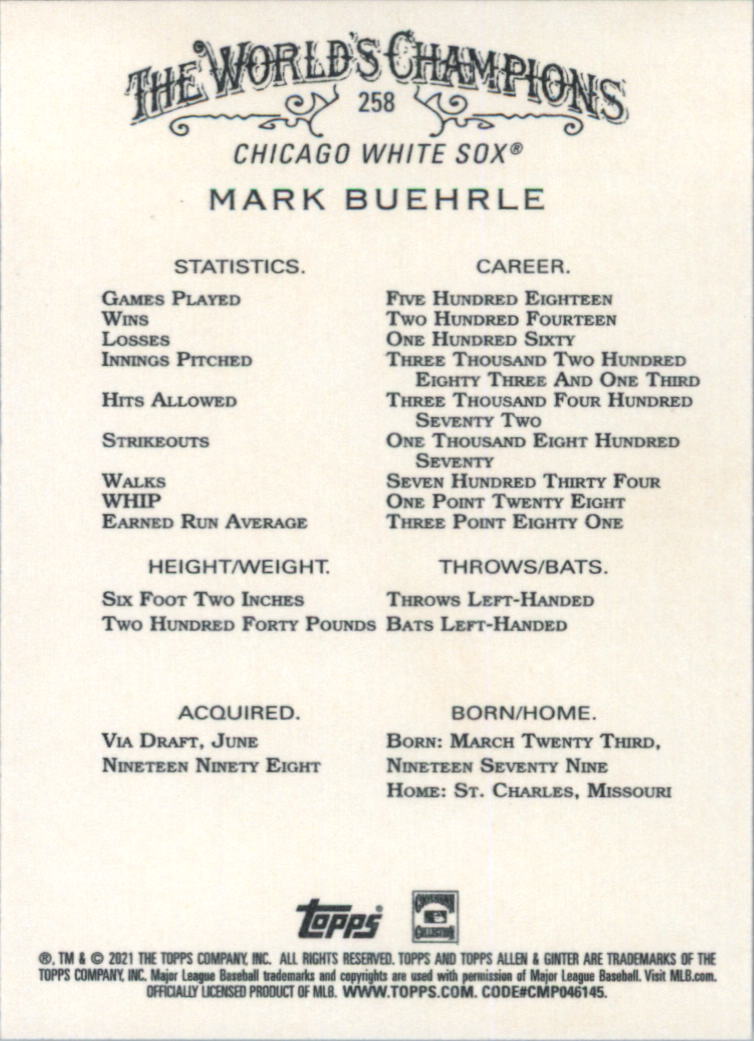 THE WORLD'S CHAMPIONS
258
CHICAGO WHITE SOX®
MARK BUEHRLE
STATISTICS. CAREER.
GAMES PLAYED FIVE HUNDRED EIGHTEEN
WINS TWO HUNDRED FOURTEEN
LOSSES ONE HUNDRED SIXTY
INNINGS PITCHED THREE THOUSAND TWO HUNDRED
EIGHTY THREE AND ONE THIRD
HITS ALLOWED THREE THOUSAND FOUR HUNDRED
SEVENTY TWO
STRIKEOUTS ONE THOUSAND EIGHT HUNDRED
SEVENTY
WALKS SEVEN HUNDRED THIRTY FOUR
WHIP ONE POINT TWENTY EIGHT
EARNED RUN AVERAGE THREE POINT EIGHTY ONE
HEIGHT/WEIGHT. THROWS/BATS.
SIX FOOT TWO INCHES THROWS LEFT-HANDED
TWO HUNDRED FORTY POUNDS BATS LEFT-HANDED
ACQUIRED. BORN/HOME.
VIA DRAFT, JUNE BORN: MARCH TWENTY THIRD,
NINETEEN NINETY EIGHT NINETEEN SEVENTY NINE
HOME: ST. CHARLES, MISSOURI
Topps® COOPERSTOWN
COLLECTION
®, TM & © 2021 THE TOPPS COMPANY, INC. ALL RIGHTS RESERVED. TOPPS AND TOPPS ALLEN & GINTER ARE TRADEMARKS OF THE
TOPPS COMPANY, INC. Major League Baseball trademarks and copyrights are used with permission of Major League Baseball. Visit MLB.com.
OFFICIALLY LICENSED PRODUCT OF MLB. WWW.TOPPS.COM. CODE#CMP046145.